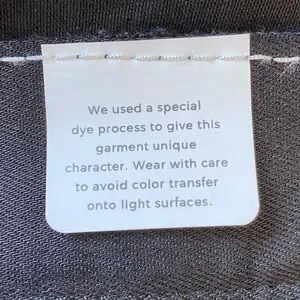 We used a special
dye process to give this
garment unique
character. Wear with care
to avoid color transfer
onto light surfaces.